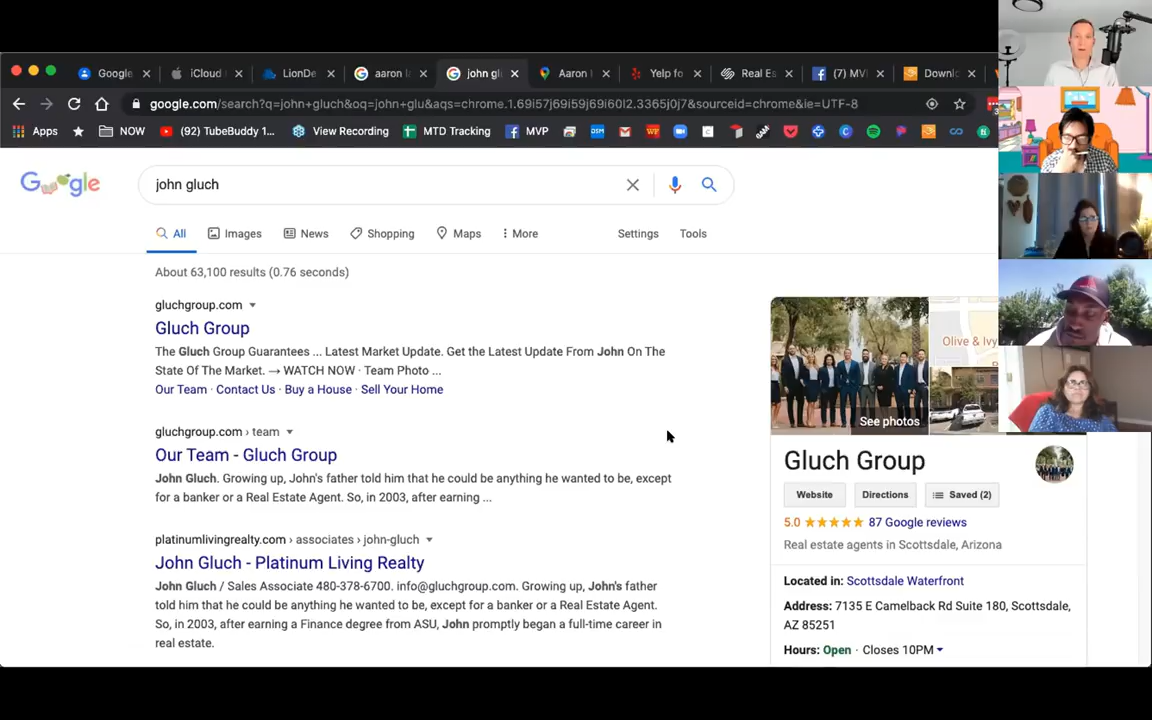 Google
iCloud
LionDe
aaron l
john gl
Aaron
Yelp fo
Real Es
(7) MV
Downl
google.com/search?q=john+gluch&oq=john+glu&aqs=chrome.1.69i57j69i59j69i60l2.3365j0j7&sourceid=chrome&ie=UTF-8
Apps
NOW
(92) TubeBuddy 1...
View Recording
MTD Tracking
MVP
Google
john gluch
All
Images
News
Shopping
Maps
More
Settings
Tools
About 63,100 results (0.76 seconds)
gluchgroup.com
Gluch Group
The Gluch Group Guarantees ... Latest Market Update. Get the Latest Update From John On The
State Of The Market. → WATCH NOW · Team Photo ...
Our Team · Contact Us · Buy a House · Sell Your Home
gluchgroup.com › team
Our Team - Gluch Group
John Gluch. Growing up, John's father told him that he could be anything he wanted to be, except
for a banker or a Real Estate Agent. So, in 2003, after earning ...
platinumlivingrealty.com › associates › john-gluch
John Gluch - Platinum Living Realty
John Gluch / Sales Associate 480-378-6700. info@gluchgroup.com. Growing up, John's father
told him that he could be anything he wanted to be, except for a banker or a Real Estate Agent.
So, in 2003, after earning a Finance degree from ASU, John promptly began a full-time career in
real estate.
Olive & Iv
See photos
Gluch Group
Website
Directions
Saved (2)
5.0
87 Google reviews
Real estate agents in Scottsdale, Arizona
Located in: Scottsdale Waterfront
Address: 7135 E Camelback Rd Suite 180, Scottsdale,
AZ 85251
Hours: Open · Closes 10PM